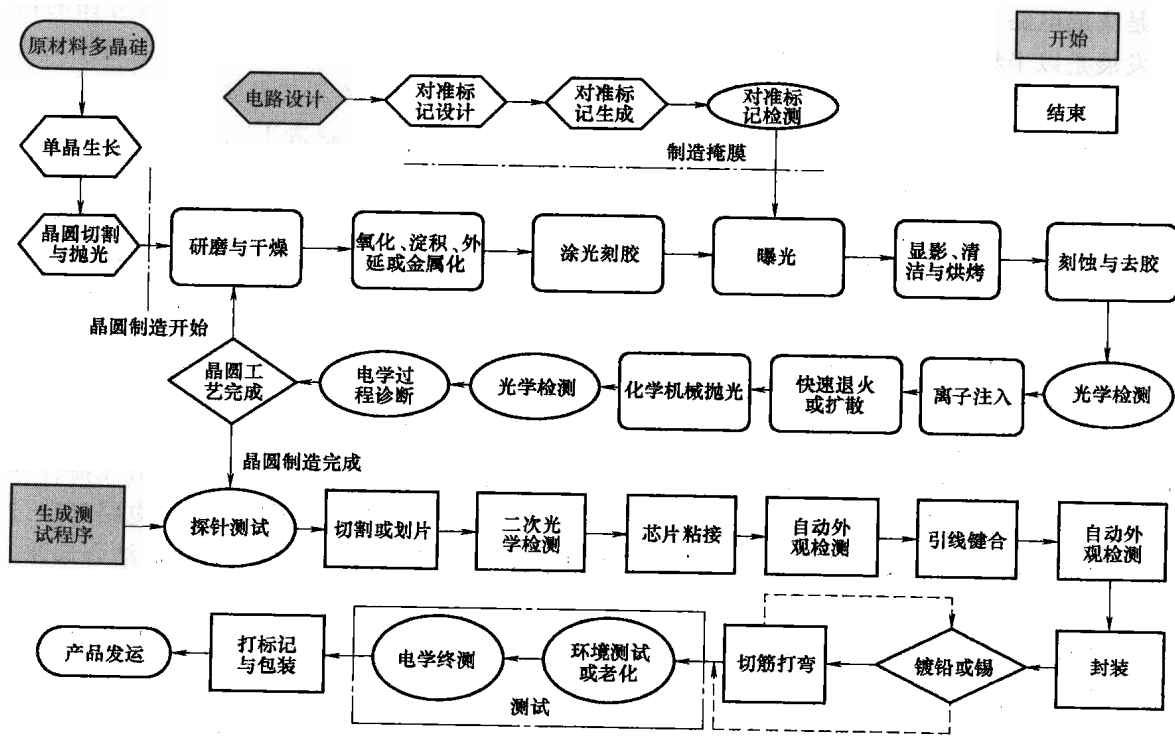 原材料多晶硅
开始
电路设计
对准标
记设计
对准标
记生成
对准标
记检测
结束
单晶生长
制造掩膜
晶圆切割
与抛光
研磨与干燥
氧化、淀积、外
延或金属化
涂光刻胶
曝光
显影、清
洁与烘烤
刻蚀与去胶
晶圆制造开始
晶圆工
艺完成
电学过
程诊断
光学检测
化学机械抛光
快速退火
或扩散
离子注入
光学检测
晶圆制造完成
生成测
试程序
探针测试
切割或划片
二次光
学检测
芯片粘接
自动外
观检测
引线键合
自动外
观检测
产品发运
打标记
与包装
电学终测
环境测试
或老化
切筋打弯
镀铅或锡
封装
测试